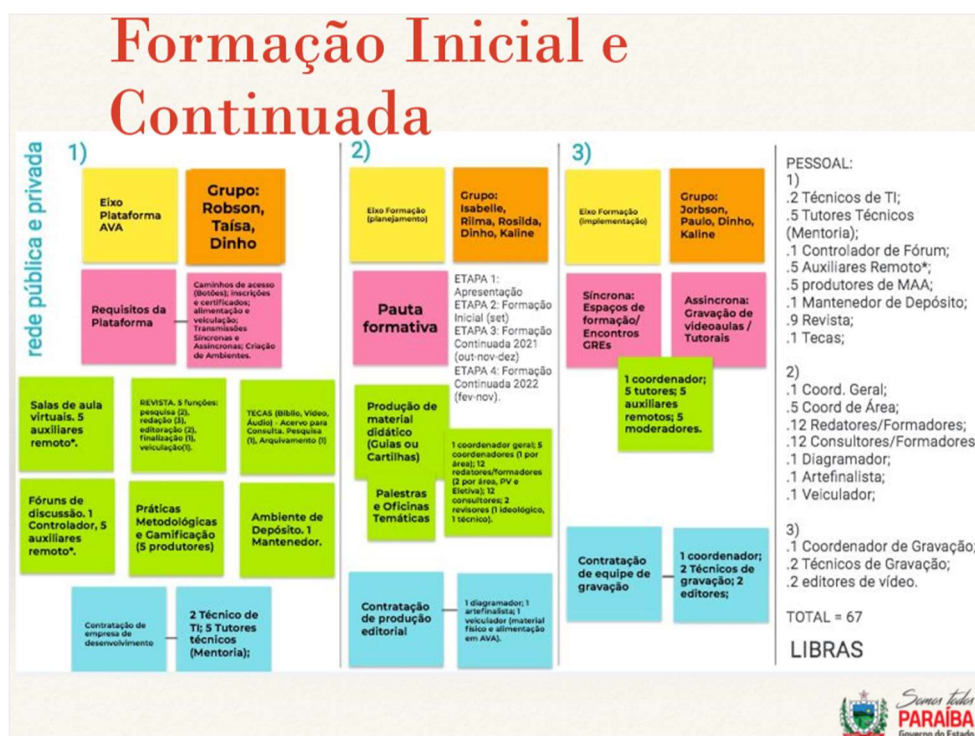 Formação Inicial e
Continuada
rede pública e privada
1)
Eixo
Plataforma
AVA
Grupo:
Robson,
Taísa,
Dinho
Requisitos da
Plataforma
Caminhos de acesso
(Botões); inscrições
e certificados;
alimentação e
veiculação;
Transmissões
Síncronas e
Assíncronas; Criação
de Ambientes.
Salas de aula
virtuais. 5
auxiliares
remoto*.
REVISTA. 5 funções:
pesquisa (2),
redação (3),
editoração (2),
finalização (1),
veiculação(1).
TECAS (Biblio, Vídeo,
Áudio) - Acervo para
Consulta. Pesquisa
(1), Arquivamento (1)
Fóruns de
discussão. 1
Controlador, 5
auxiliares
remoto*.
Práticas
Metodológicas
e Gamificação
(5 produtores)
Ambiente de
Depósito. 1
Mantenedor.
Contratação de
empresa de
desenvolvimento
2 Técnico de
TI; 5 Tutores
técnicos
(Mentoria);
2)
Eixo Formação
(planejamento)
Grupo:
Isabelle,
Rilma, Rosilda,
Dinho, Kaline
Pauta
formativa
ETAPA 1:
Apresentação
ETAPA 2: Formação
Inicial (set)
ETAPA 3: Formação
Continuada 2021
(out-nov-dez)
ETAPA 4: Formação
Continuada 2022
(fev-nov).
Produção de
material
didático
(Guias ou
Cartilhas)
Palestras
e Oficinas
Temáticas
1 coordenador geral; 5
coordenadores (1 por
área); 12
redatores/formadores
(2 por área, PV e
Eletiva); 12
consultores; 2
revisores (1 ideológico,
1 técnico).
Contratação
de produção
editorial
1 diagramador; 1
artefinalista; 1
veiculador (material
físico e alimentação
em AVA).
3)
Eixo Formação
(implementação)
Grupo:
Jorbson,
Paulo, Dinho,
Kaline
Síncrona:
Espaços de
formação/
Encontros
GREs
Assincrona:
Gravação de
videoaulas /
Tutorais
1 coordenador;
5 tutores; 5
auxiliares
remotos; 5
moderadores.
Contratação
de equipe de
gravação
1 coordenador;
2 Técnicos de
gravação; 2
editores;
PESSOAL:
1)
.2 Técnicos de TI;
.5 Tutores Técnicos
(Mentoria);
.1 Controlador de Fórum;
.5 Auxiliares Remoto*;
.5 produtores de MAA;
.1 Mantenedor de Depósito;
.9 Revista;
.1 Tecas;
2)
.1 Coord. Geral;
.5 Coord de Área;
.12 Redatores/Formadores;
.12 Consultores/Formadores
.1 Diagramador;
.1 Artefinalista;
.1 Veiculador;
3)
.1 Coordenador de Gravação;
.2 Técnicos de Gravação;
.2 editores de vídeo.
TOTAL = 67
LIBRAS
Somos todos
PARAÍBA
Governo do Estado